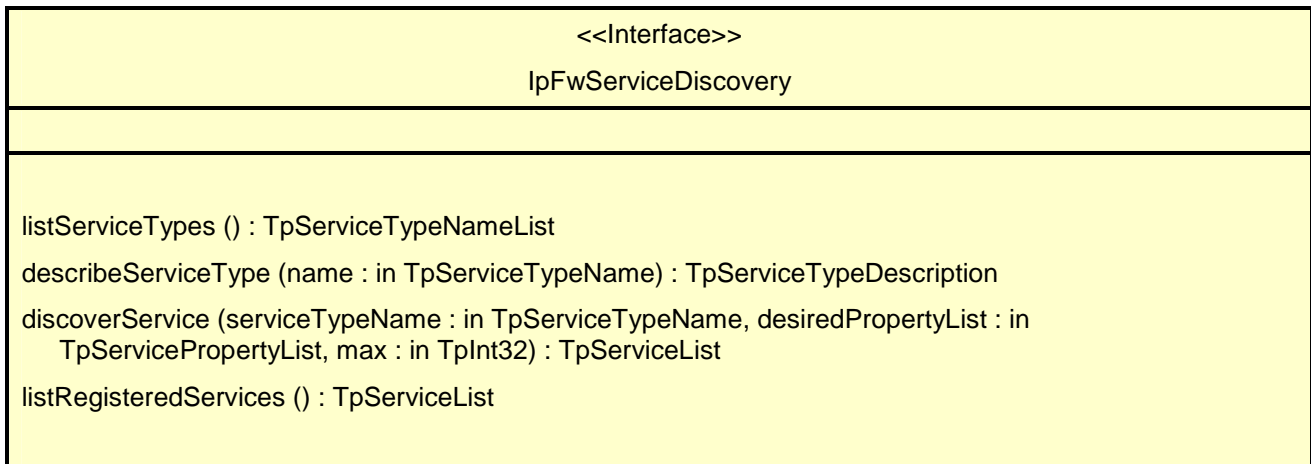 <<Interface>>
IpFwServiceDiscovery
listServiceTypes () : TpServiceTypeNameList
describeServiceType (name : in TpServiceTypeName) : TpServiceTypeDescription
discoverService (serviceTypeName : in TpServiceTypeName, desiredPropertyList : in
TpServicePropertyList, max : in TpInt32) : TpServiceList
listRegisteredServices () : TpServiceList